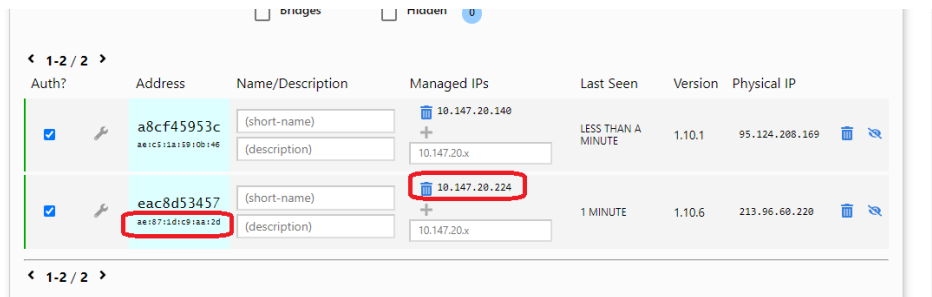 Bridges Hidden 0
1-2 / 2
Auth? Address Name/Description Managed IPs Last Seen Version Physical IP
10.147.20.140
a8cf45953c (short-name) LESS THAN A MINUTE 1.10.1 95.124.208.169
ae:c5:1a:59:0b:46 (description) 10.147.20.x
10.147.20.224
eac8d53457 (short-name) 1 MINUTE 1.10.6 213.96.60.220
ae:87:1d:c9:aa:2d (description) 10.147.20.x
1-2 / 2